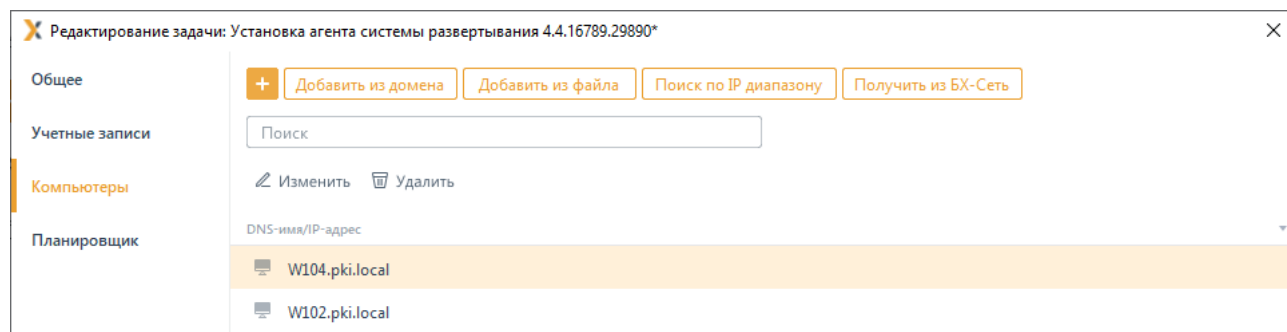 Редактирование задачи: Установка агента системы развертывания 4.4.16789.29890*
Общее
Учетные записи
Компьютеры
Планировщик
+ Добавить из домена Добавить из файла Поиск по IP диапазону Получить из БХ-Сеть
Поиск
Изменить Удалить
DNS-имя/IP-адрес
W104.pki.local
W102.pki.local